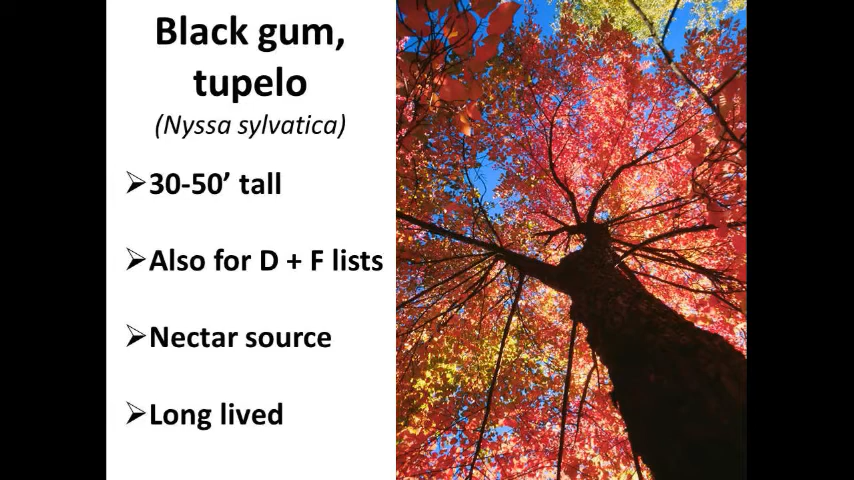 Black gum,
tupelo
(Nyssa sylvatica)
➢30-50’ tall
➢Also for D + F lists
➢Nectar source
➢Long lived